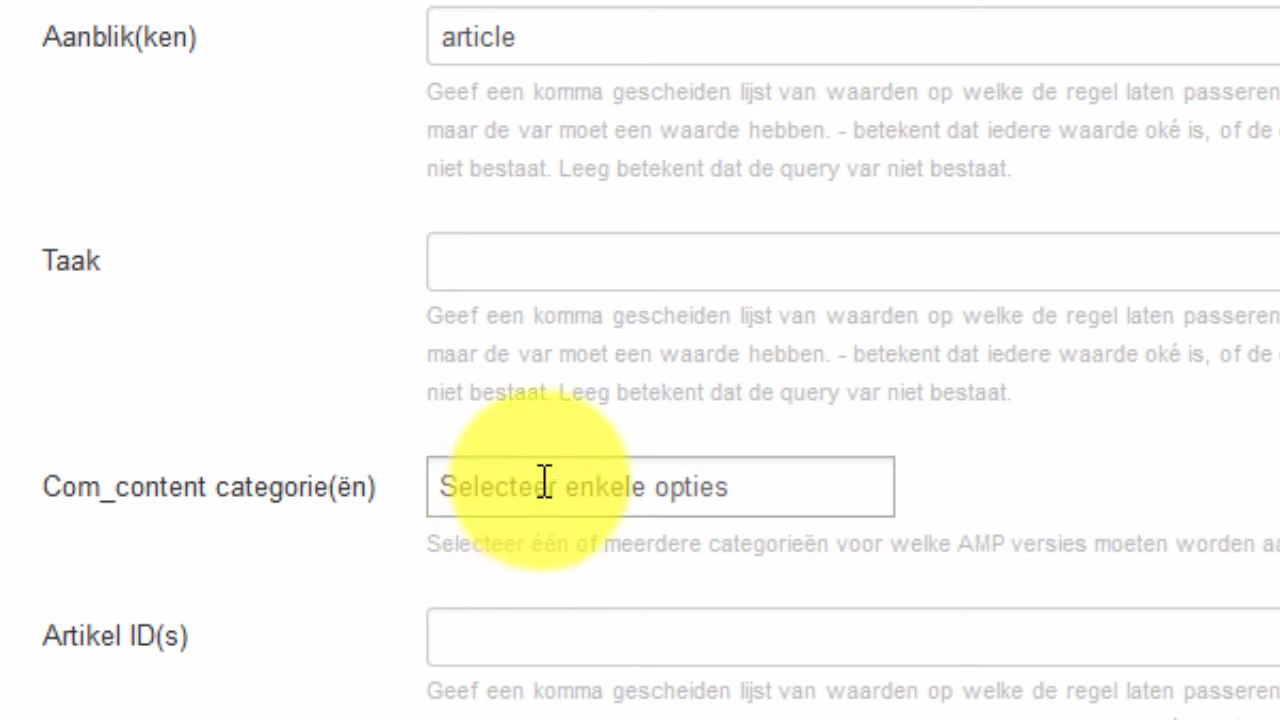 Aanblik(ken)
article
Geef een komma gescheiden lijst van waarden op welke de regel laten passeren
maar de var moet een waarde hebben. - betekent dat iedere waarde oké is, of de
niet bestaat. Leeg betekent dat de query var niet bestaat.
Taak
Geef een komma gescheiden lijst van waarden op welke de regel laten passeren
maar de var moet een waarde hebben. - betekent dat iedere waarde oké is, of de
niet bestaat. Leeg betekent dat de query var niet bestaat.
Com_content categorie(ën)
Selecteer enkele opties
Selecteer één of meerdere categorieën voor welke AMP versies moeten worden aa
Artikel ID(s)
Geef een komma gescheiden lijst van waarden op welke de regel laten passeren